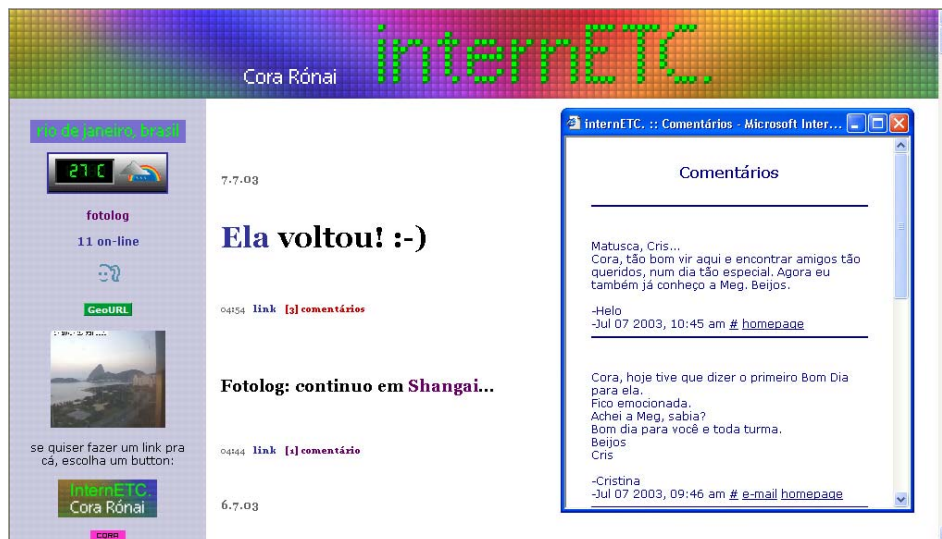 Cora Rónai
internETC.
rio de janeiro, brasil
27 C
fotolog
11 on-line
GeoURL
se quiser fazer um link pra
cá, escolha um button:
InternETC.
Cora Rónai
CORA
7.7.03
Ela voltou! :-)
04:54 link [3] comentários
Fotolog: continuo em Shangai...
04:44 link [1] comentário
6.7.03
internETC. :: Comentários - Microsoft Inter...
Comentários
Matusca, Cris...
Cora, tão bom vir aqui e encontrar amigos tão
queridos, num dia tão especial. Agora eu
também já conheço a Meg. Beijos.
-Helo
-Jul 07 2003, 10:45 am # homepage
Cora, hoje tive que dizer o primeiro Bom Dia
para ela.
Fico emocionada.
Achei a Meg, sabia?
Bom dia para você e toda turma.
Beijos
Cris
-Cristina
-Jul 07 2003, 09:46 am # e-mail homepage